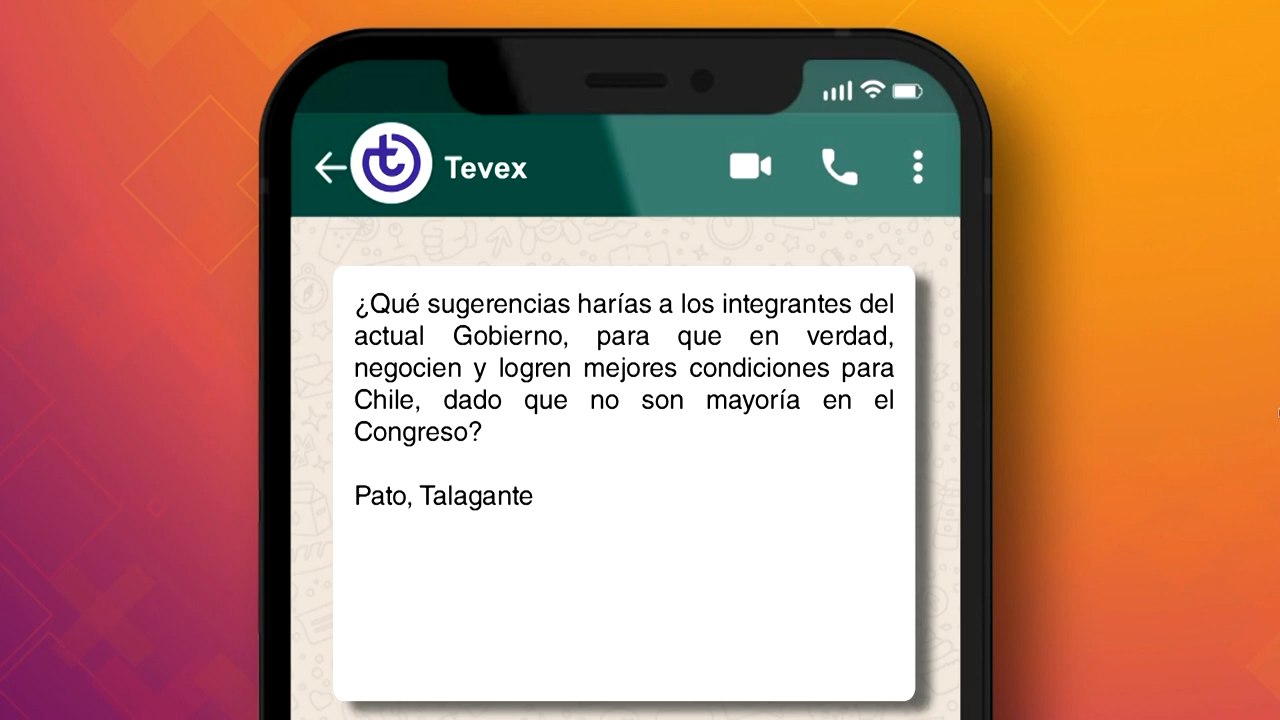 Tevex
¿Qué sugerencias harías a los integrantes del
actual Gobierno, para que en verdad,
negocien y logren mejores condiciones para
Chile, dado que no son mayoría en el
Congreso?
Pato, Talagante